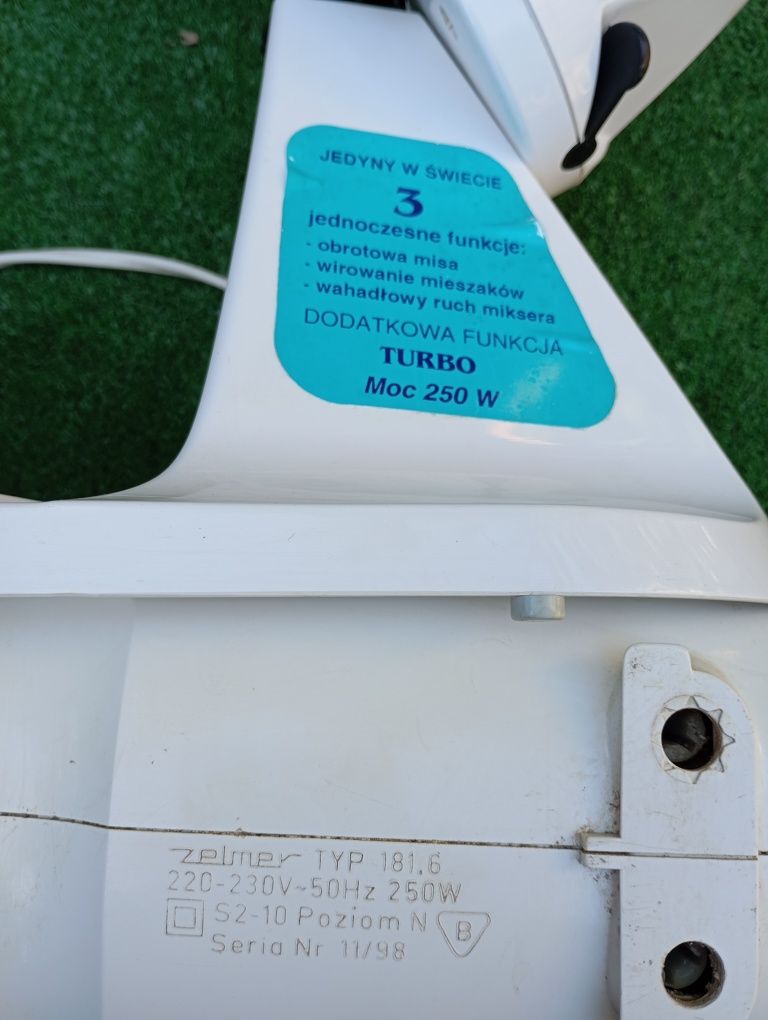 JEDYNY W ŚWIECIE
3
jednoczesne funkcje:
- obrotowa misa
- wirowanie mieszaków
- wahadłowy ruch miksera
DODATKOWA FUNKCJA
TURBO
Moc 250 W
zelmer TYP 181.6
220-230V~50Hz 250W
S2-10 Poziom N B
Seria Nr 11/98